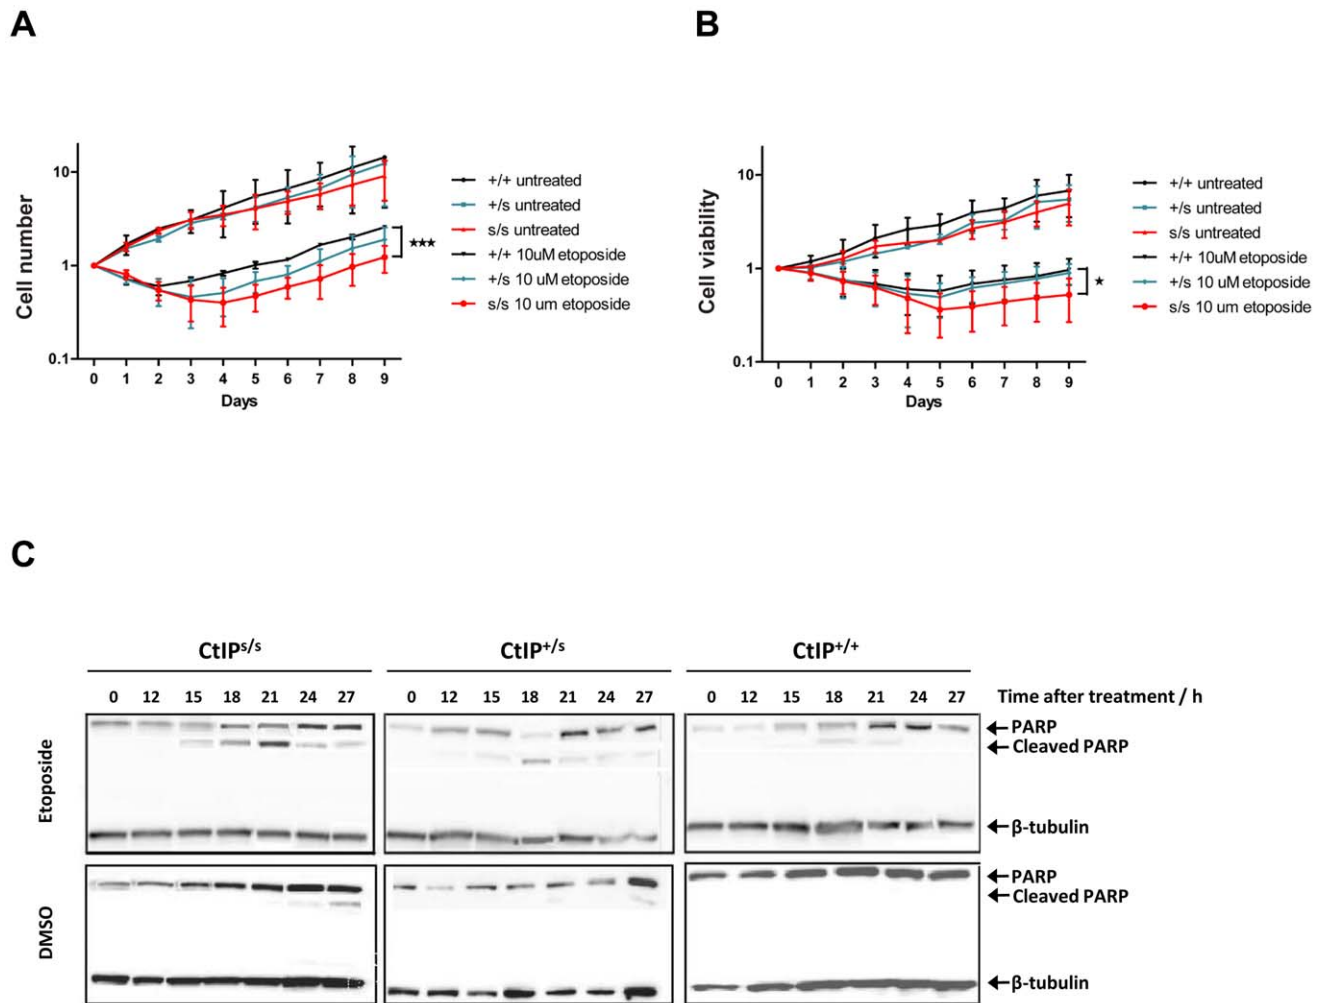 A
Cell number
10
1
0.1
0 1 2 3 4 5 6 7 8 9
Days
+/+ untreated
+/s untreated
s/s untreated
+/+ 10uM etoposide
+/s 10 uM etoposide
s/s 10 um etoposide
★★★
B
Cell viability
10
1
0.1
0 1 2 3 4 5 6 7 8 9
Days
+/+ untreated
+/s untreated
s/s untreated
+/+ 10uM etoposide
+/s 10 uM etoposide
s/s 10 um etoposide
★
C
CtIPˢ/ˢ CtIP⁺/ˢ CtIP⁺/⁺
0 12 15 18 21 24 27 0 12 15 18 21 24 27 0 12 15 18 21 24 27 Time after treatment / h
Etoposide
PARP
Cleaved PARP
β-tubulin
DMSO
PARP
Cleaved PARP
β-tubulin